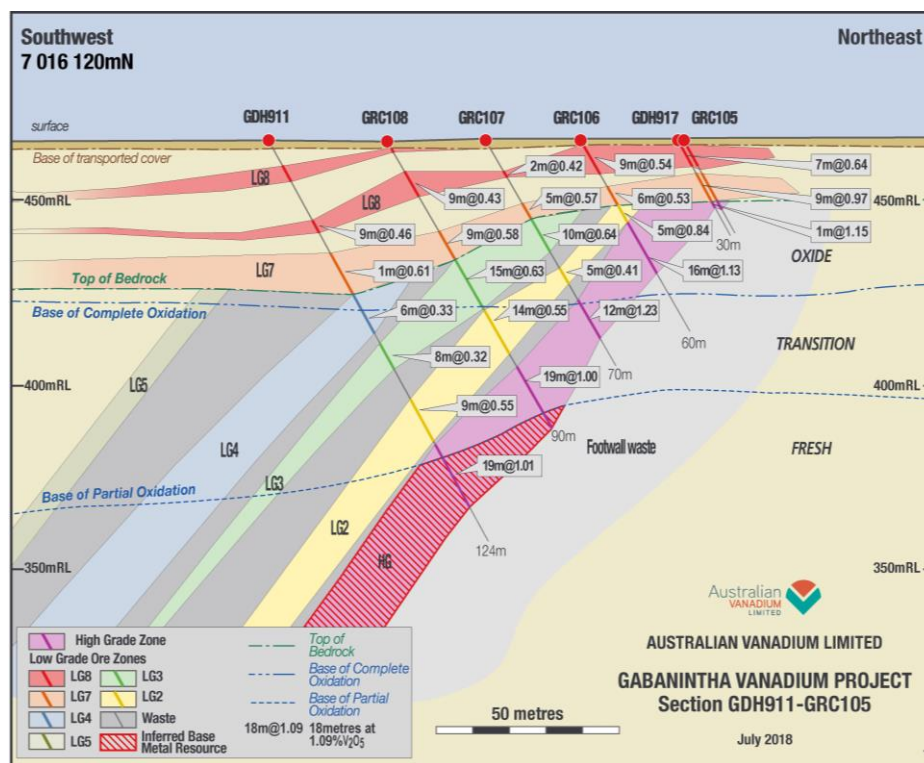 Southwest
7 016 120mN
Northeast
GDH911
GRC108
GRC107
GRC106
GDH917
GRC105
surface
Base of transported cover
2m@0.42
9m@0.54
7m@0.64
LG8
450mRL
LG8
9m@0.43
5m@0.57
6m@0.53
9m@0.97
450mRL
9m@0.46
9m@0.58
10m@0.64
5m@0.84
1m@1.15
30m
OXIDE
LG7
1m@0.61
15m@0.63
5m@0.41
16m@1.13
Top of Bedrock
Base of Complete Oxidation
6m@0.33
14m@0.55
12m@1.23
60m
TRANSITION
8m@0.32
70m
LG5
19m@1.00
400mRL
400mRL
9m@0.55
90m
Footwall waste
FRESH
LG4
19m@1.01
LG3
Base of Partial Oxidation
LG2
124m
HG
350mRL
350mRL
Australian
VANADIUM
LIMITED
AUSTRALIAN VANADIUM LIMITED
GABANINTHA VANADIUM PROJECT
Section GDH911-GRC105
July 2018
50 metres
High Grade Zone
Low Grade Ore Zones
LG8
LG3
LG7
LG2
LG4
Waste
LG5
Inferred Base
Metal Resource
Top of
Bedrock
Base of Complete
Oxidation
Base of Partial
Oxidation
18m@1.09 18metres at
1.09%V₂O₅